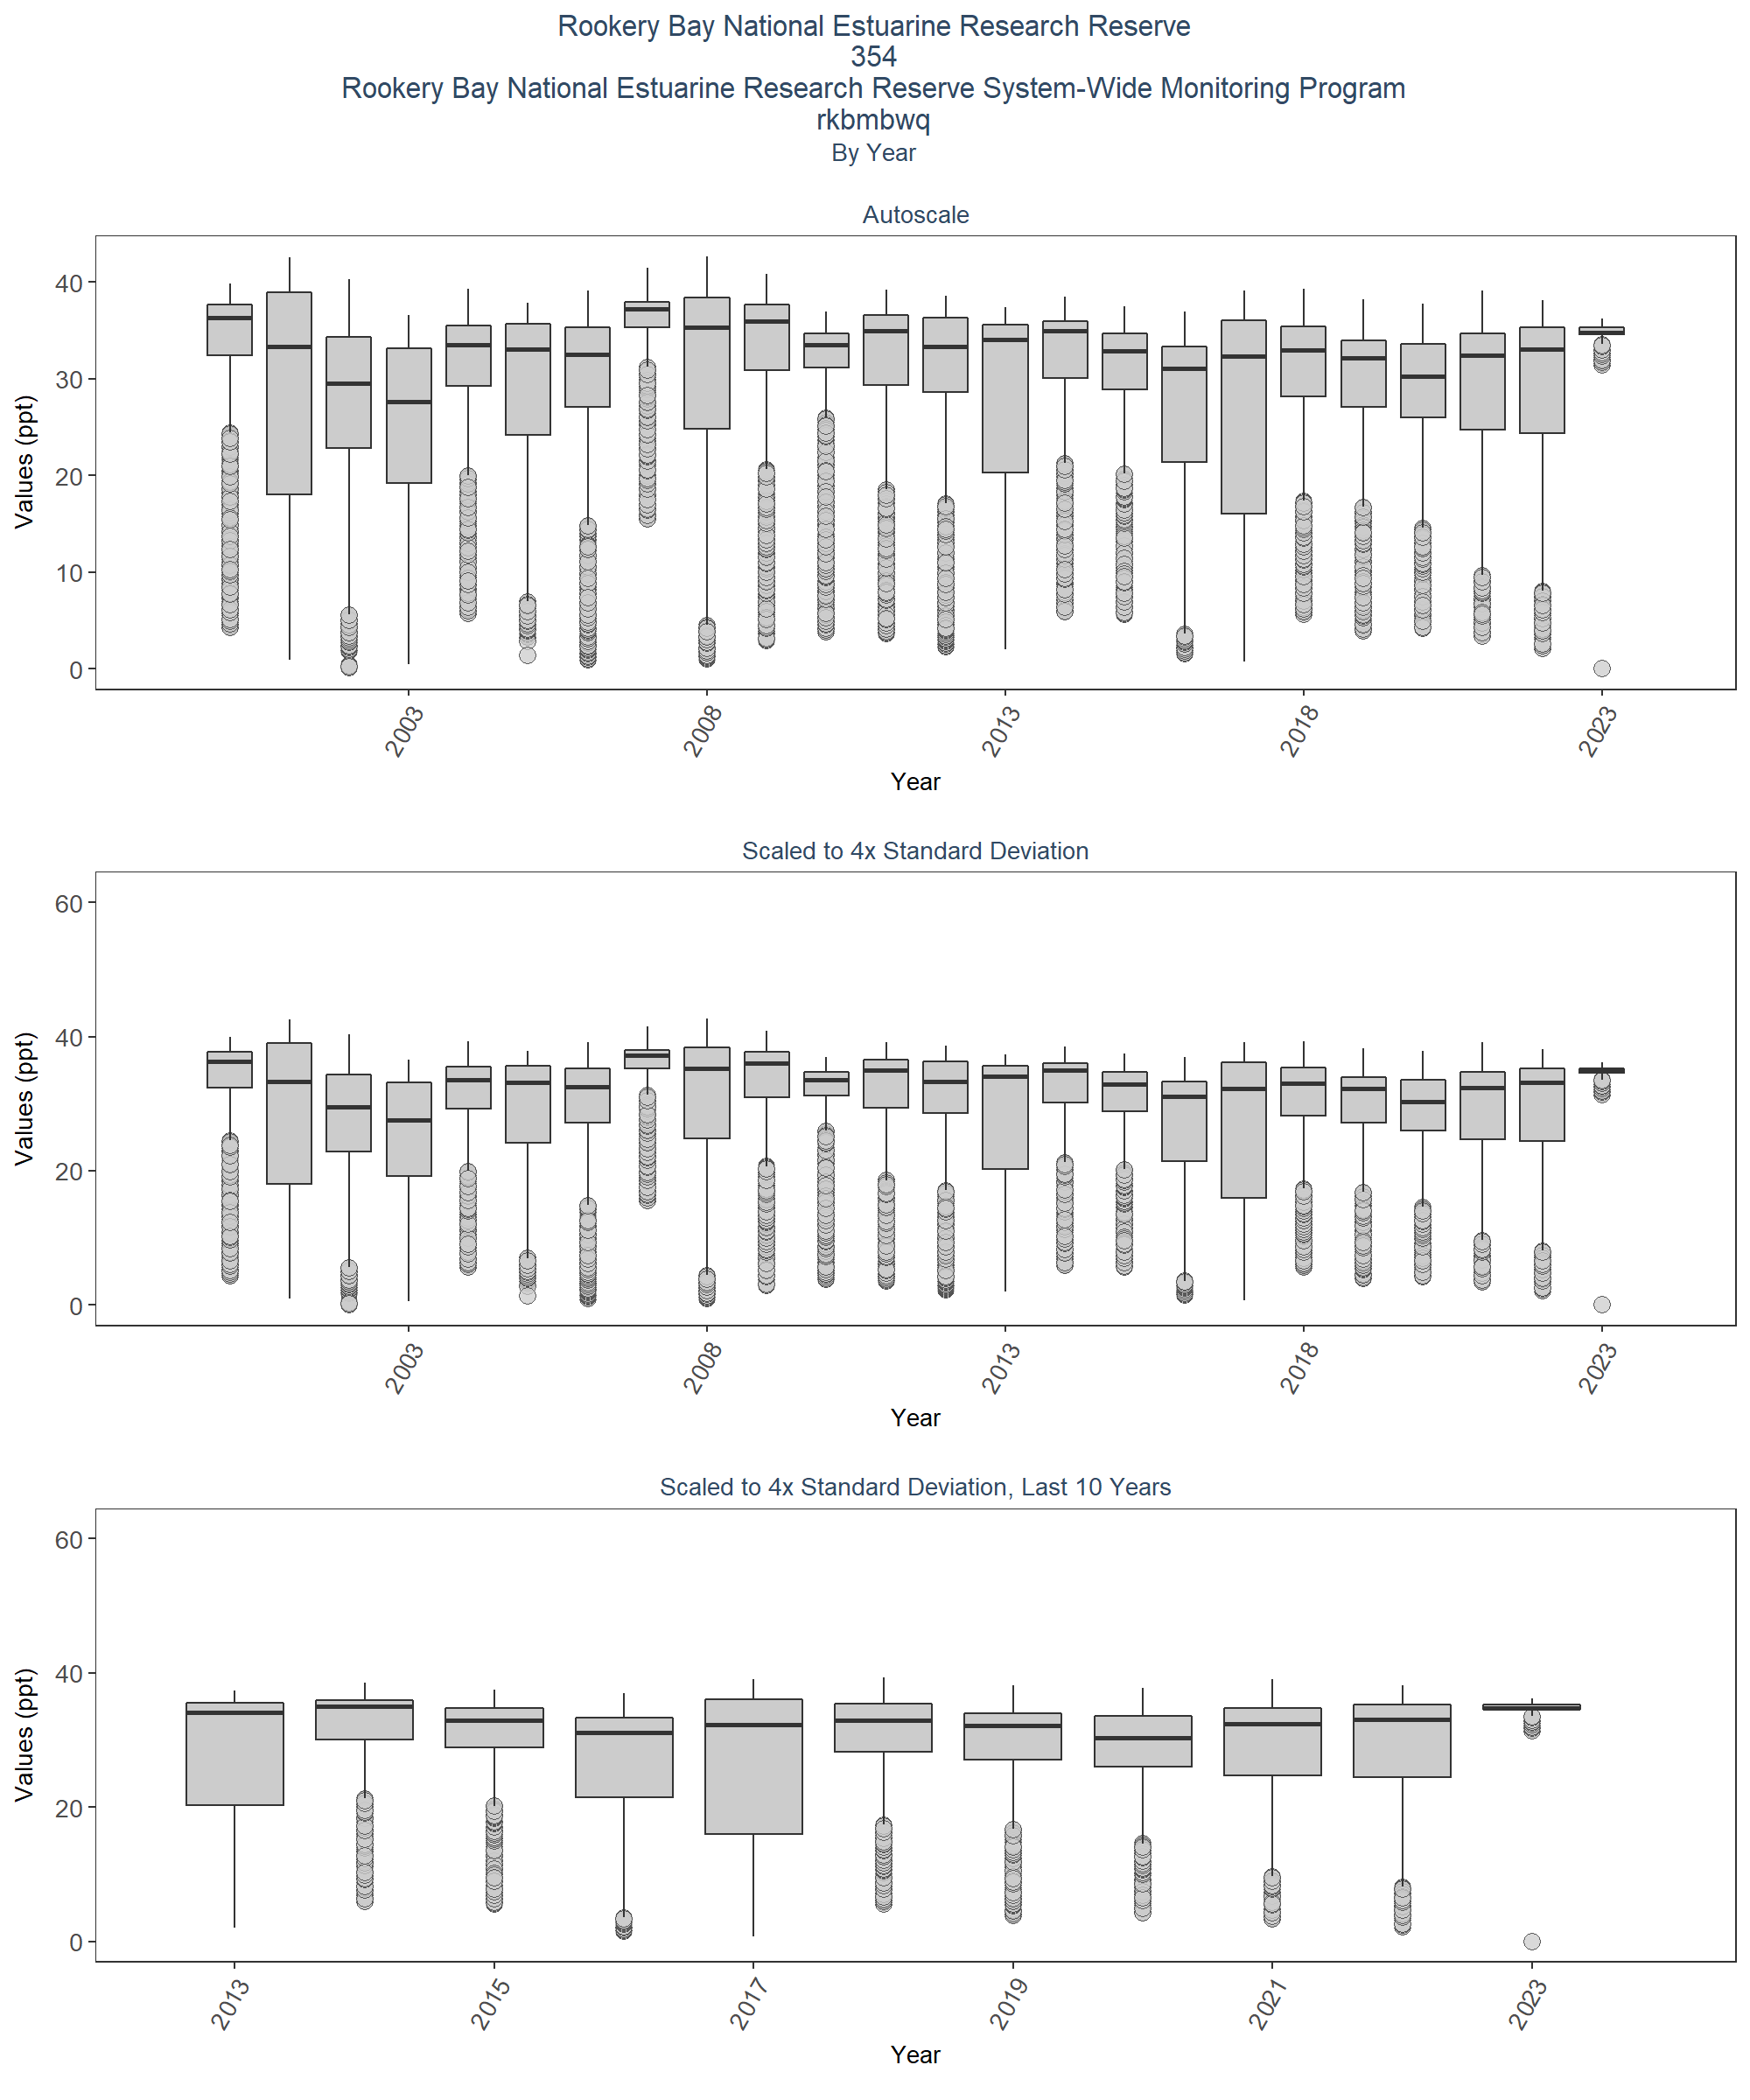 Rookery Bay National Estuarine Research Reserve
354
Rookery Bay National Estuarine Research Reserve System-Wide Monitoring Program
rkbmbwq
By Year
Autoscale
Values (ppt)
40
30
20
10
0
2003
2008
2013
2018
2023
Year
Scaled to 4x Standard Deviation
Values (ppt)
60
40
20
0
2003
2008
2013
2018
2023
Year
Scaled to 4x Standard Deviation, Last 10 Years
Values (ppt)
60
40
20
0
2013
2015
2017
2019
2021
2023
Year